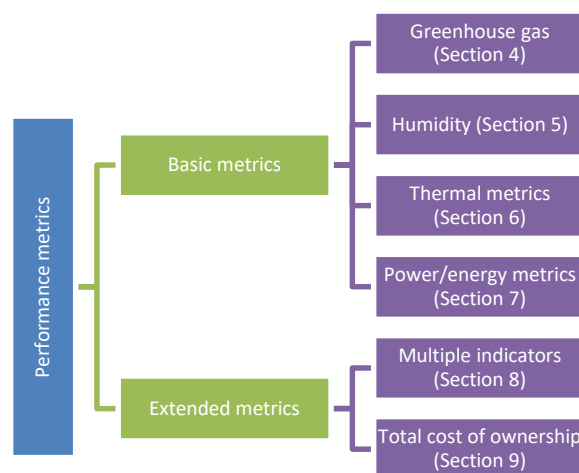 Performance metrics
Basic metrics
Greenhouse gas
(Section 4)
Humidity (Section 5)
Thermal metrics
(Section 6)
Power/energy metrics
(Section 7)
Extended metrics
Multiple indicators
(Section 8)
Total cost of ownership
(Section 9)